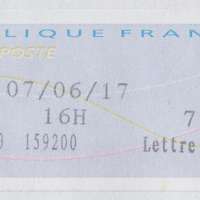 LIQUE FRAN
POSTE
07/06/17
16H 7
159200 Lettre